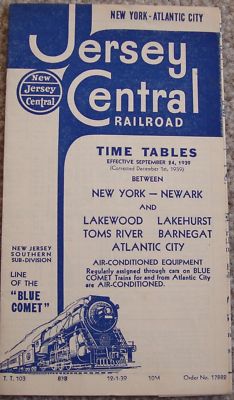 NEW YORK - ATLANTIC CITY
Jersey
Central
RAILROAD
New
Jersey
Central
TIME TABLES
EFFECTIVE SEPTEMBER 24, 1939
(Corrected December 1st, 1939)
BETWEEN
NEW YORK — NEWARK
AND
LAKEWOOD LAKEHURST
TOMS RIVER BARNEGAT
ATLANTIC CITY
AIR-CONDITIONED EQUIPMENT
Regularly assigned through cars on BLUE
COMET Trains for and from Atlantic City
are AIR-CONDITIONED.
NEW JERSEY
SOUTHERN
SUB-DIVISION
LINE
OF THE
"BLUE
COMET"
T. T. 103 12-1-39 10M Order No. 17989